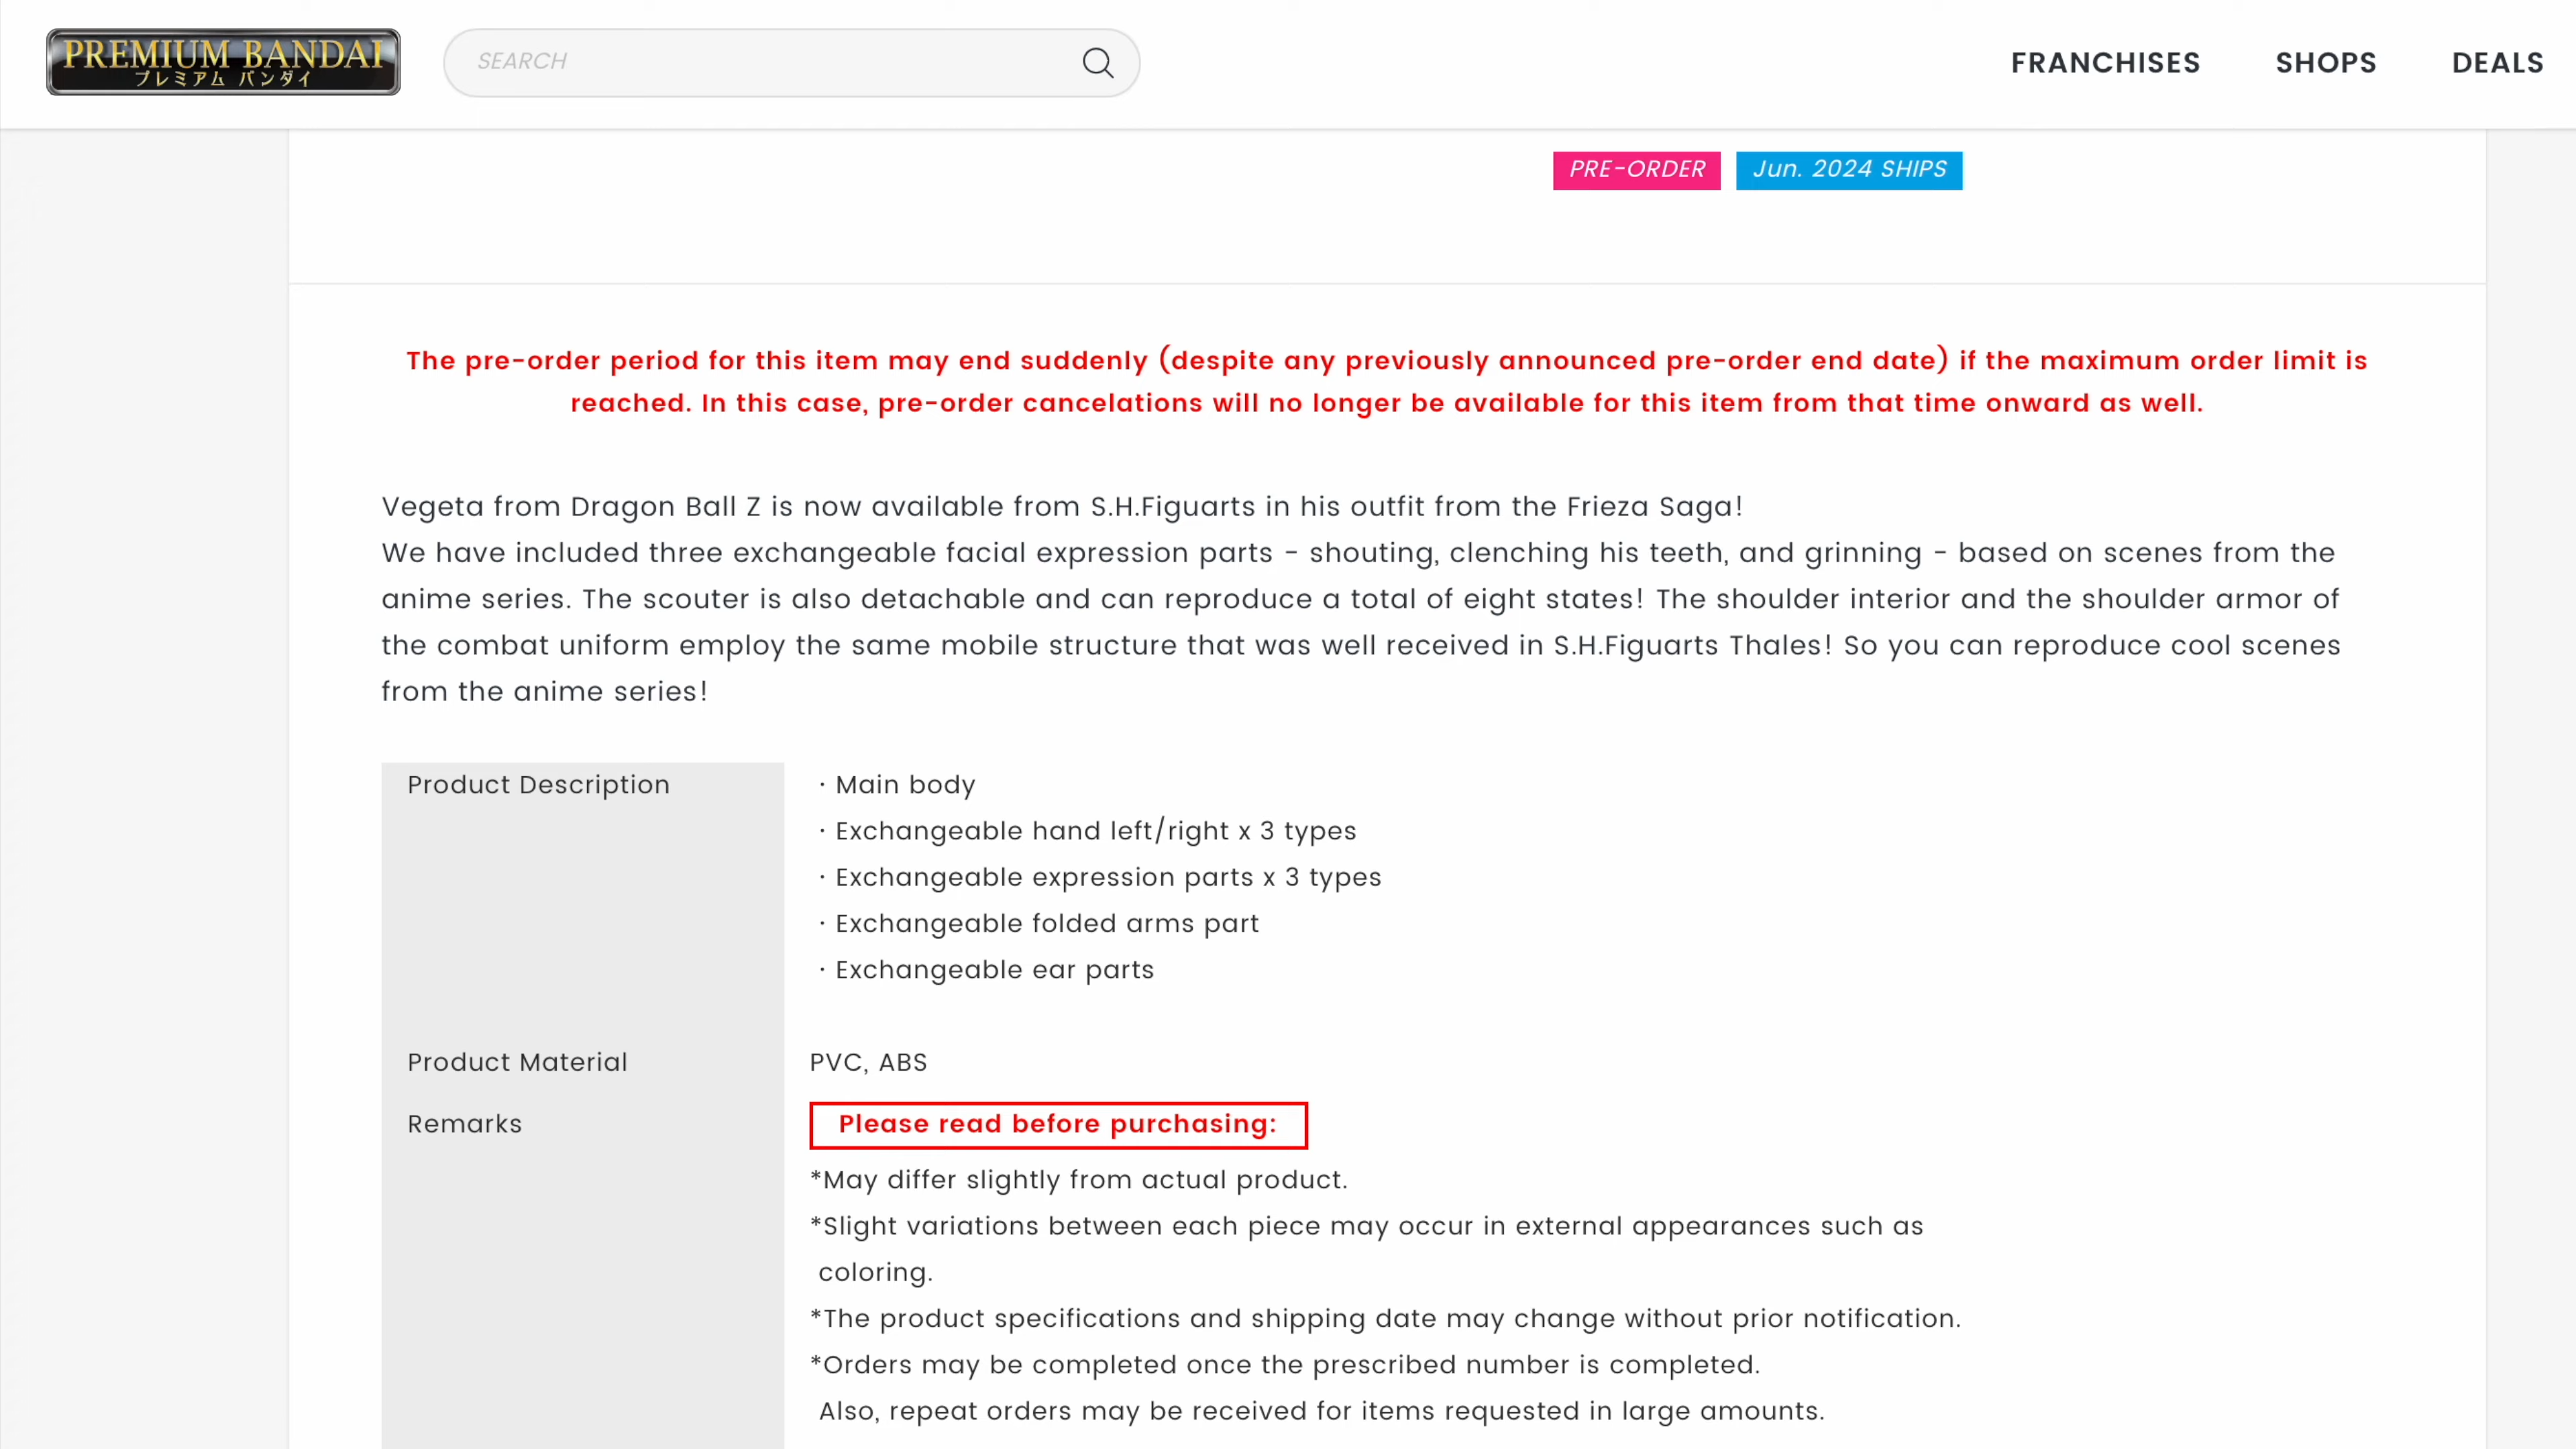 PREMIUM BANDAI
プレミアム バンダイ
SEARCH
FRANCHISES
SHOPS
DEALS
PRE-ORDER
Jun. 2024 SHIPS
The pre-order period for this item may end suddenly (despite any previously announced pre-order end date) if the maximum order limit is
reached. In this case, pre-order cancelations will no longer be available for this item from that time onward as well.
Vegeta from Dragon Ball Z is now available from S.H.Figuarts in his outfit from the Frieza Saga!
We have included three exchangeable facial expression parts - shouting, clenching his teeth, and grinning - based on scenes from the
anime series. The scouter is also detachable and can reproduce a total of eight states! The shoulder interior and the shoulder armor of
the combat uniform employ the same mobile structure that was well received in S.H.Figuarts Thales! So you can reproduce cool scenes
from the anime series!
Product Description
· Main body
· Exchangeable hand left/right x 3 types
· Exchangeable expression parts x 3 types
· Exchangeable folded arms part
· Exchangeable ear parts
Product Material
PVC, ABS
Remarks
Please read before purchasing:
*May differ slightly from actual product.
*Slight variations between each piece may occur in external appearances such as
coloring.
*The product specifications and shipping date may change without prior notification.
*Orders may be completed once the prescribed number is completed.
Also, repeat orders may be received for items requested in large amounts.